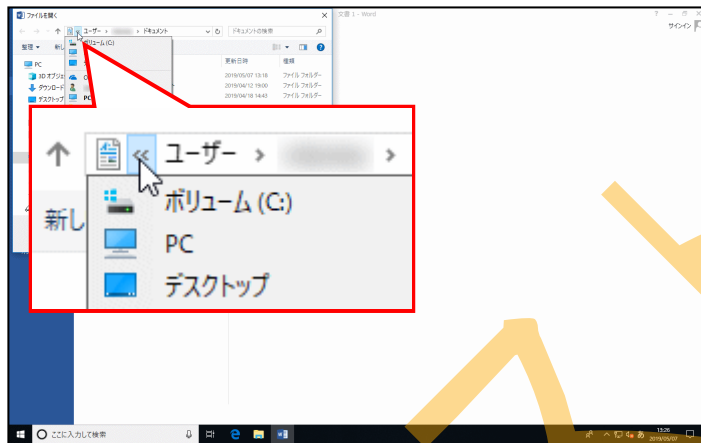 ファイルを開く
文書 1 - Word
サインイン
ユーザー › ドキュメント
ドキュメントの検索
整理
新し
ボリューム (C:)
更新日時 種類
PC
3D オブジェ
2019/05/07 13:18 ファイル フォルダー
ダウンロード
2019/04/12 19:00 ファイル フォルダー
デスクトップ
PC
2019/04/18 14:43 ファイル フォルダー
« ユーザー › ›
新し
ボリューム (C:)
PC
デスクトップ
ここに入力して検索
あ
13:26
2019/05/07